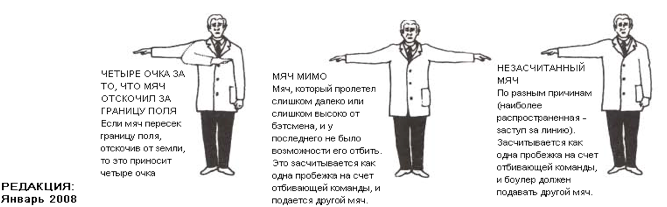 ЧЕТЫРЕ ОЧКА ЗА
ТО, ЧТО МЯЧ
ОТСКОЧИЛ ЗА
ГРАНИЦУ ПОЛЯ
Если мяч пересек
границу поля,
отскочив от земли,
то это приносит
четыре очка
МЯЧ МИМО
Мяч, который пролетел
слишком далеко или
слишком высоко от
бэтсмена, и у
последнего не было
возможности его отбить.
Это засчитывается как
одна пробежка на счет
отбивающей команды, и
подается другой мяч.
НЕЗАСЧИТАННЫЙ
МЯЧ
По разным причинам
(наиболее
распространенная –
заступ за линию).
Засчитывается как
одна пробежка на счет
отбивающей команды,
и боулер должен
подавать другой мяч.
РЕДАКЦИЯ:
Январь 2008